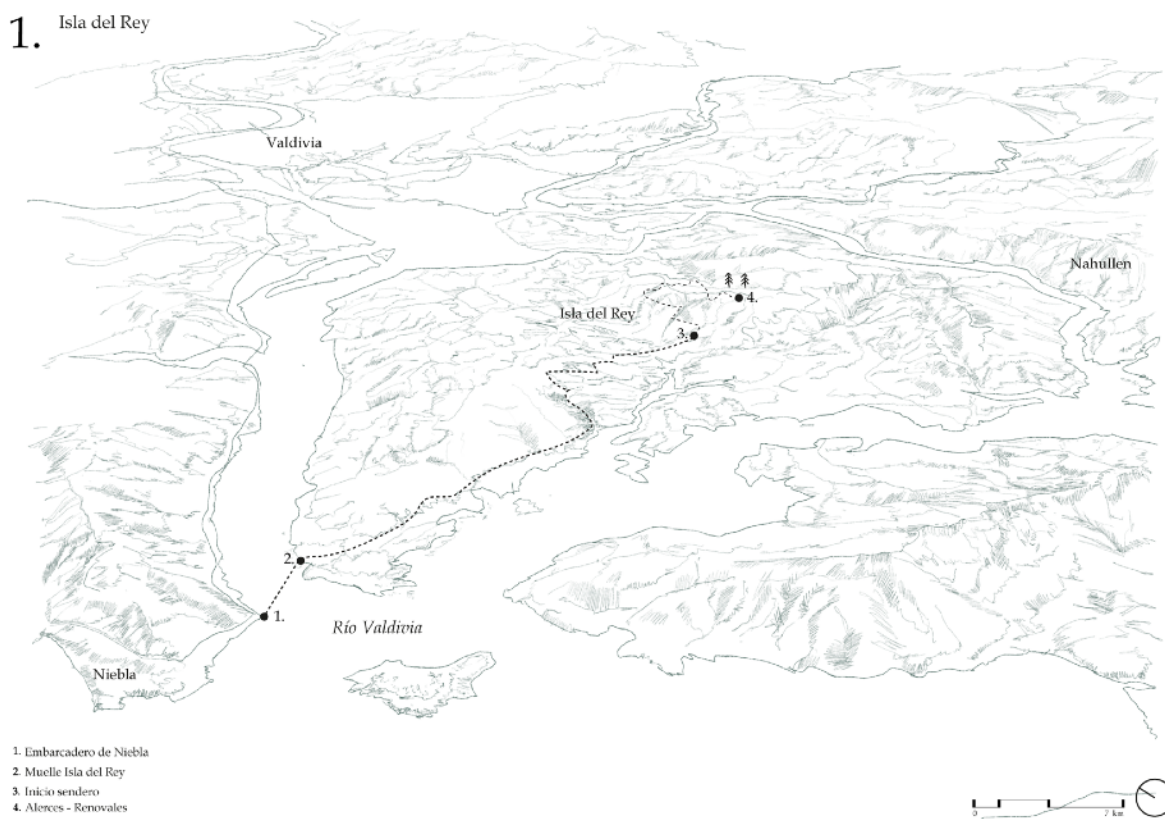 1. Isla del Rey
Valdivia
Nahullen
4.
Isla del Rey
3.
2.
1.
Río Valdivia
Niebla
1. Embarcadero de Niebla
2. Muelle Isla del Rey
3. Inicio sendero
4. Alerces - Renovales
0 7 km